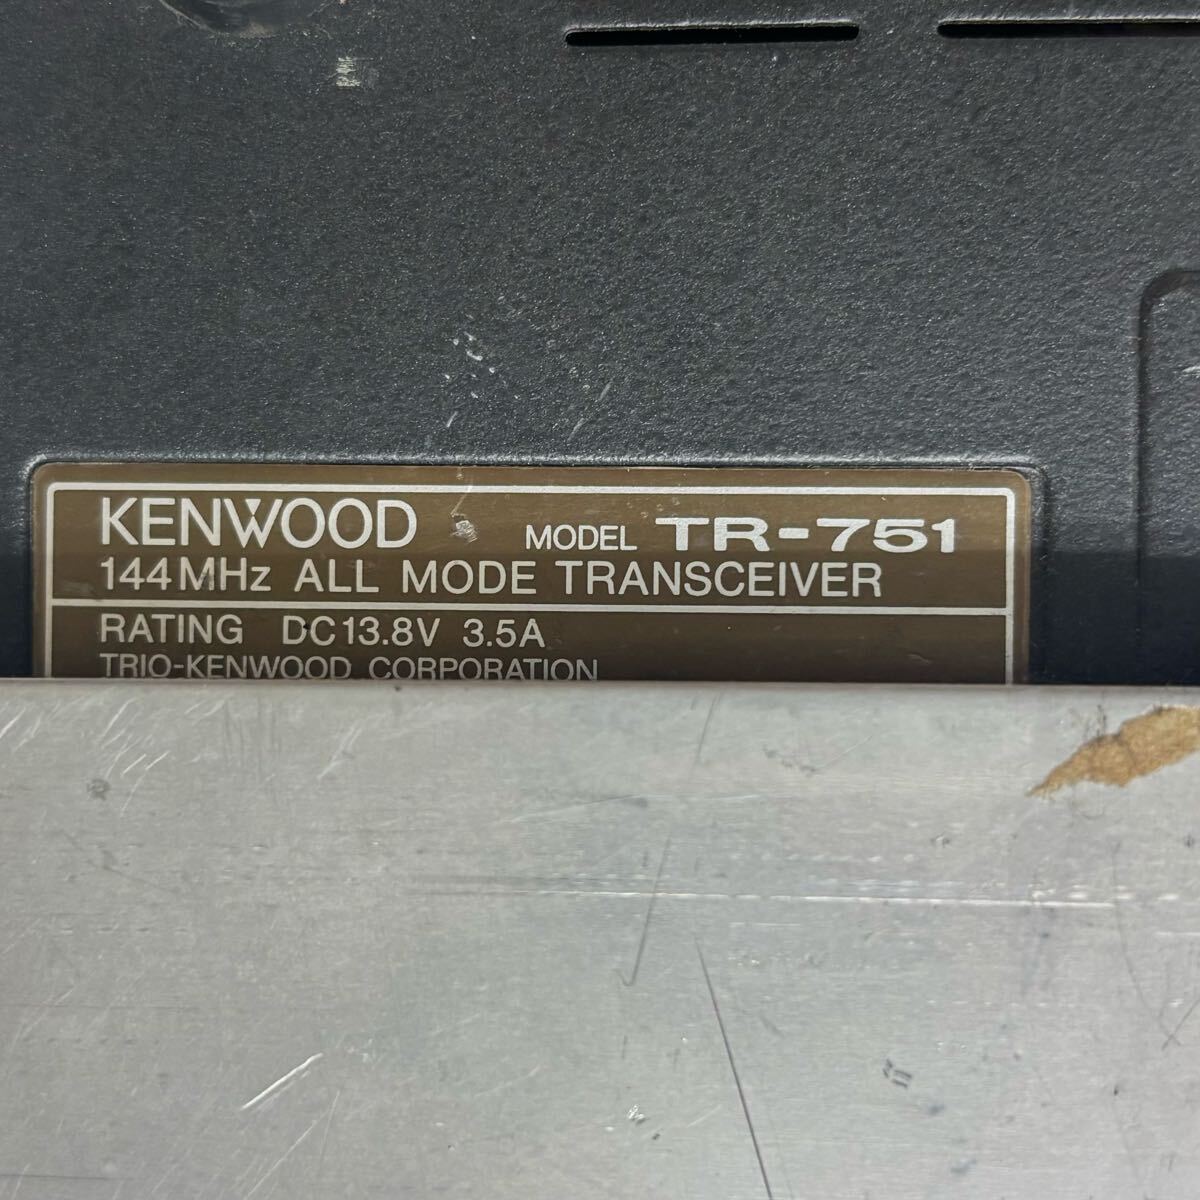 KENWOOD MODEL TR-751
144MHz ALL MODE TRANSCEIVER
RATING DC13.8V 3.5A
TRIO-KENWOOD CORPORATION